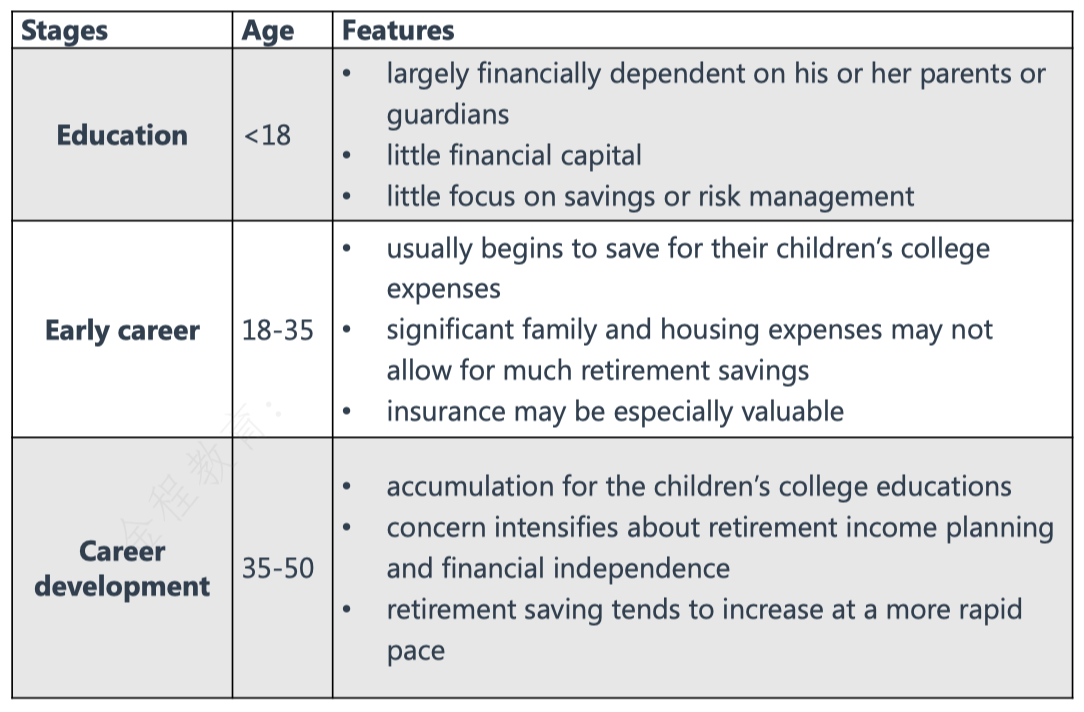 Stages Age Features
Education
<18
• largely financially dependent on his or her parents or
guardians
• little financial capital
• little focus on savings or risk management
Early career
18-35
• usually begins to save for their children’s college
expenses
• significant family and housing expenses may not
allow for much retirement savings
• insurance may be especially valuable
Career
development
35-50
• accumulation for the children’s college educations
• concern intensifies about retirement income planning
and financial independence
• retirement saving tends to increase at a more rapid
pace
金程教育：